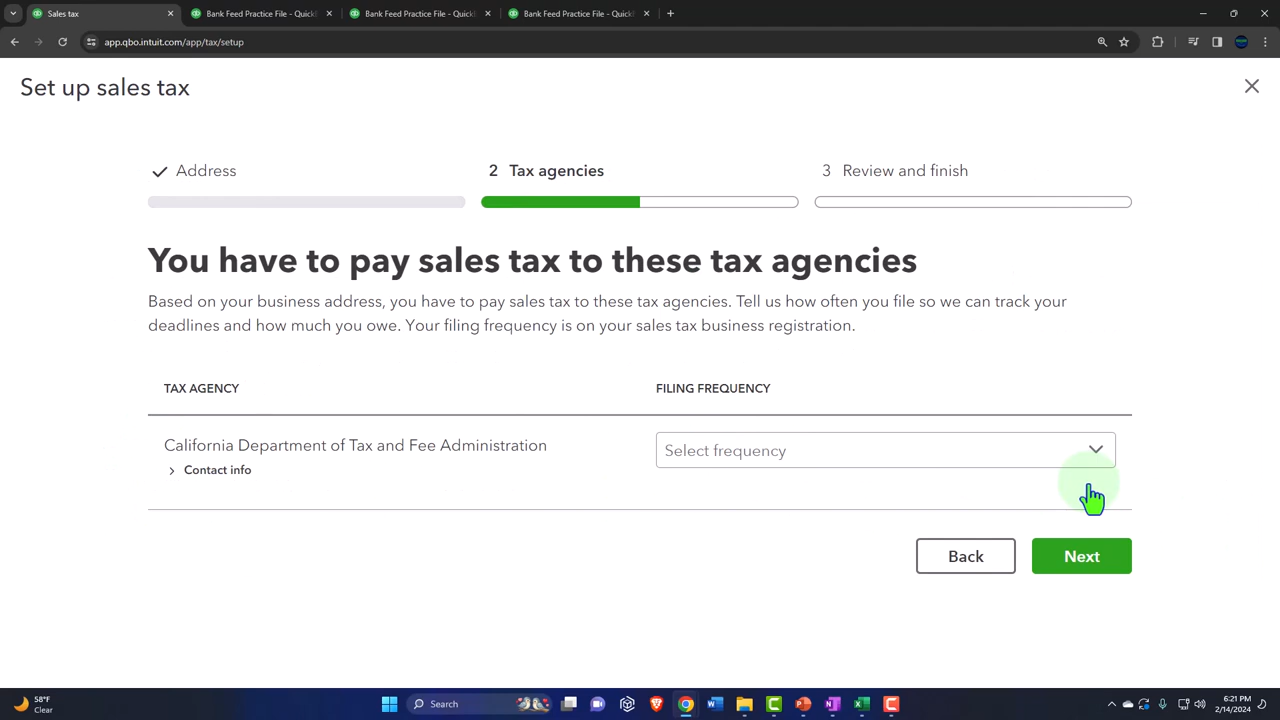 Sales tax
Bank Feed Practice File - Quick
Bank Feed Practice File - Quick
Bank Feed Practice File - Quick
app.qbo.intuit.com/app/tax/setup
Set up sales tax
Address
2 Tax agencies
3 Review and finish
You have to pay sales tax to these tax agencies
Based on your business address, you have to pay sales tax to these tax agencies. Tell us how often you file so we can track your
deadlines and how much you owe. Your filing frequency is on your sales tax business registration.
TAX AGENCY FILING FREQUENCY
California Department of Tax and Fee Administration
Select frequency
Contact info
Back Next
58°F
Clear
Search
6:21 PM
2/14/2024